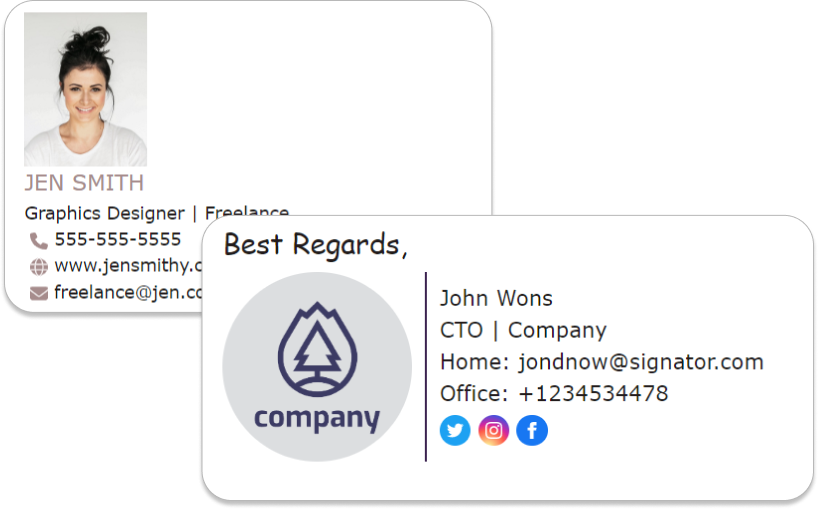 JEN SMITH
Graphics Designer | Freelance
555-555-5555
www.jensmithy.c
freelance@jen.co
Best Regards,
company
John Wons
CTO | Company
Home: jondnow@signator.com
Office: +1234534478